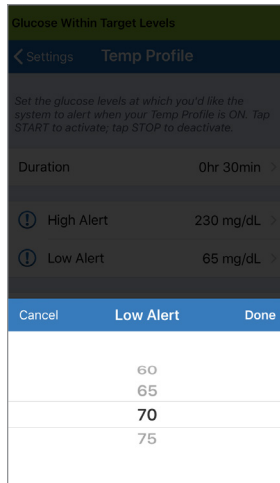 Glucose Within Target Levels
Settings Temp Profile
Set the glucose levels at which you'd like the
system to alert when your Temp Profile is ON. Tap
START to activate; tap STOP to deactivate.
Duration 0hr 30min
High Alert 230 mg/dL
Low Alert 65 mg/dL
Cancel Low Alert Done
60
65
70
75